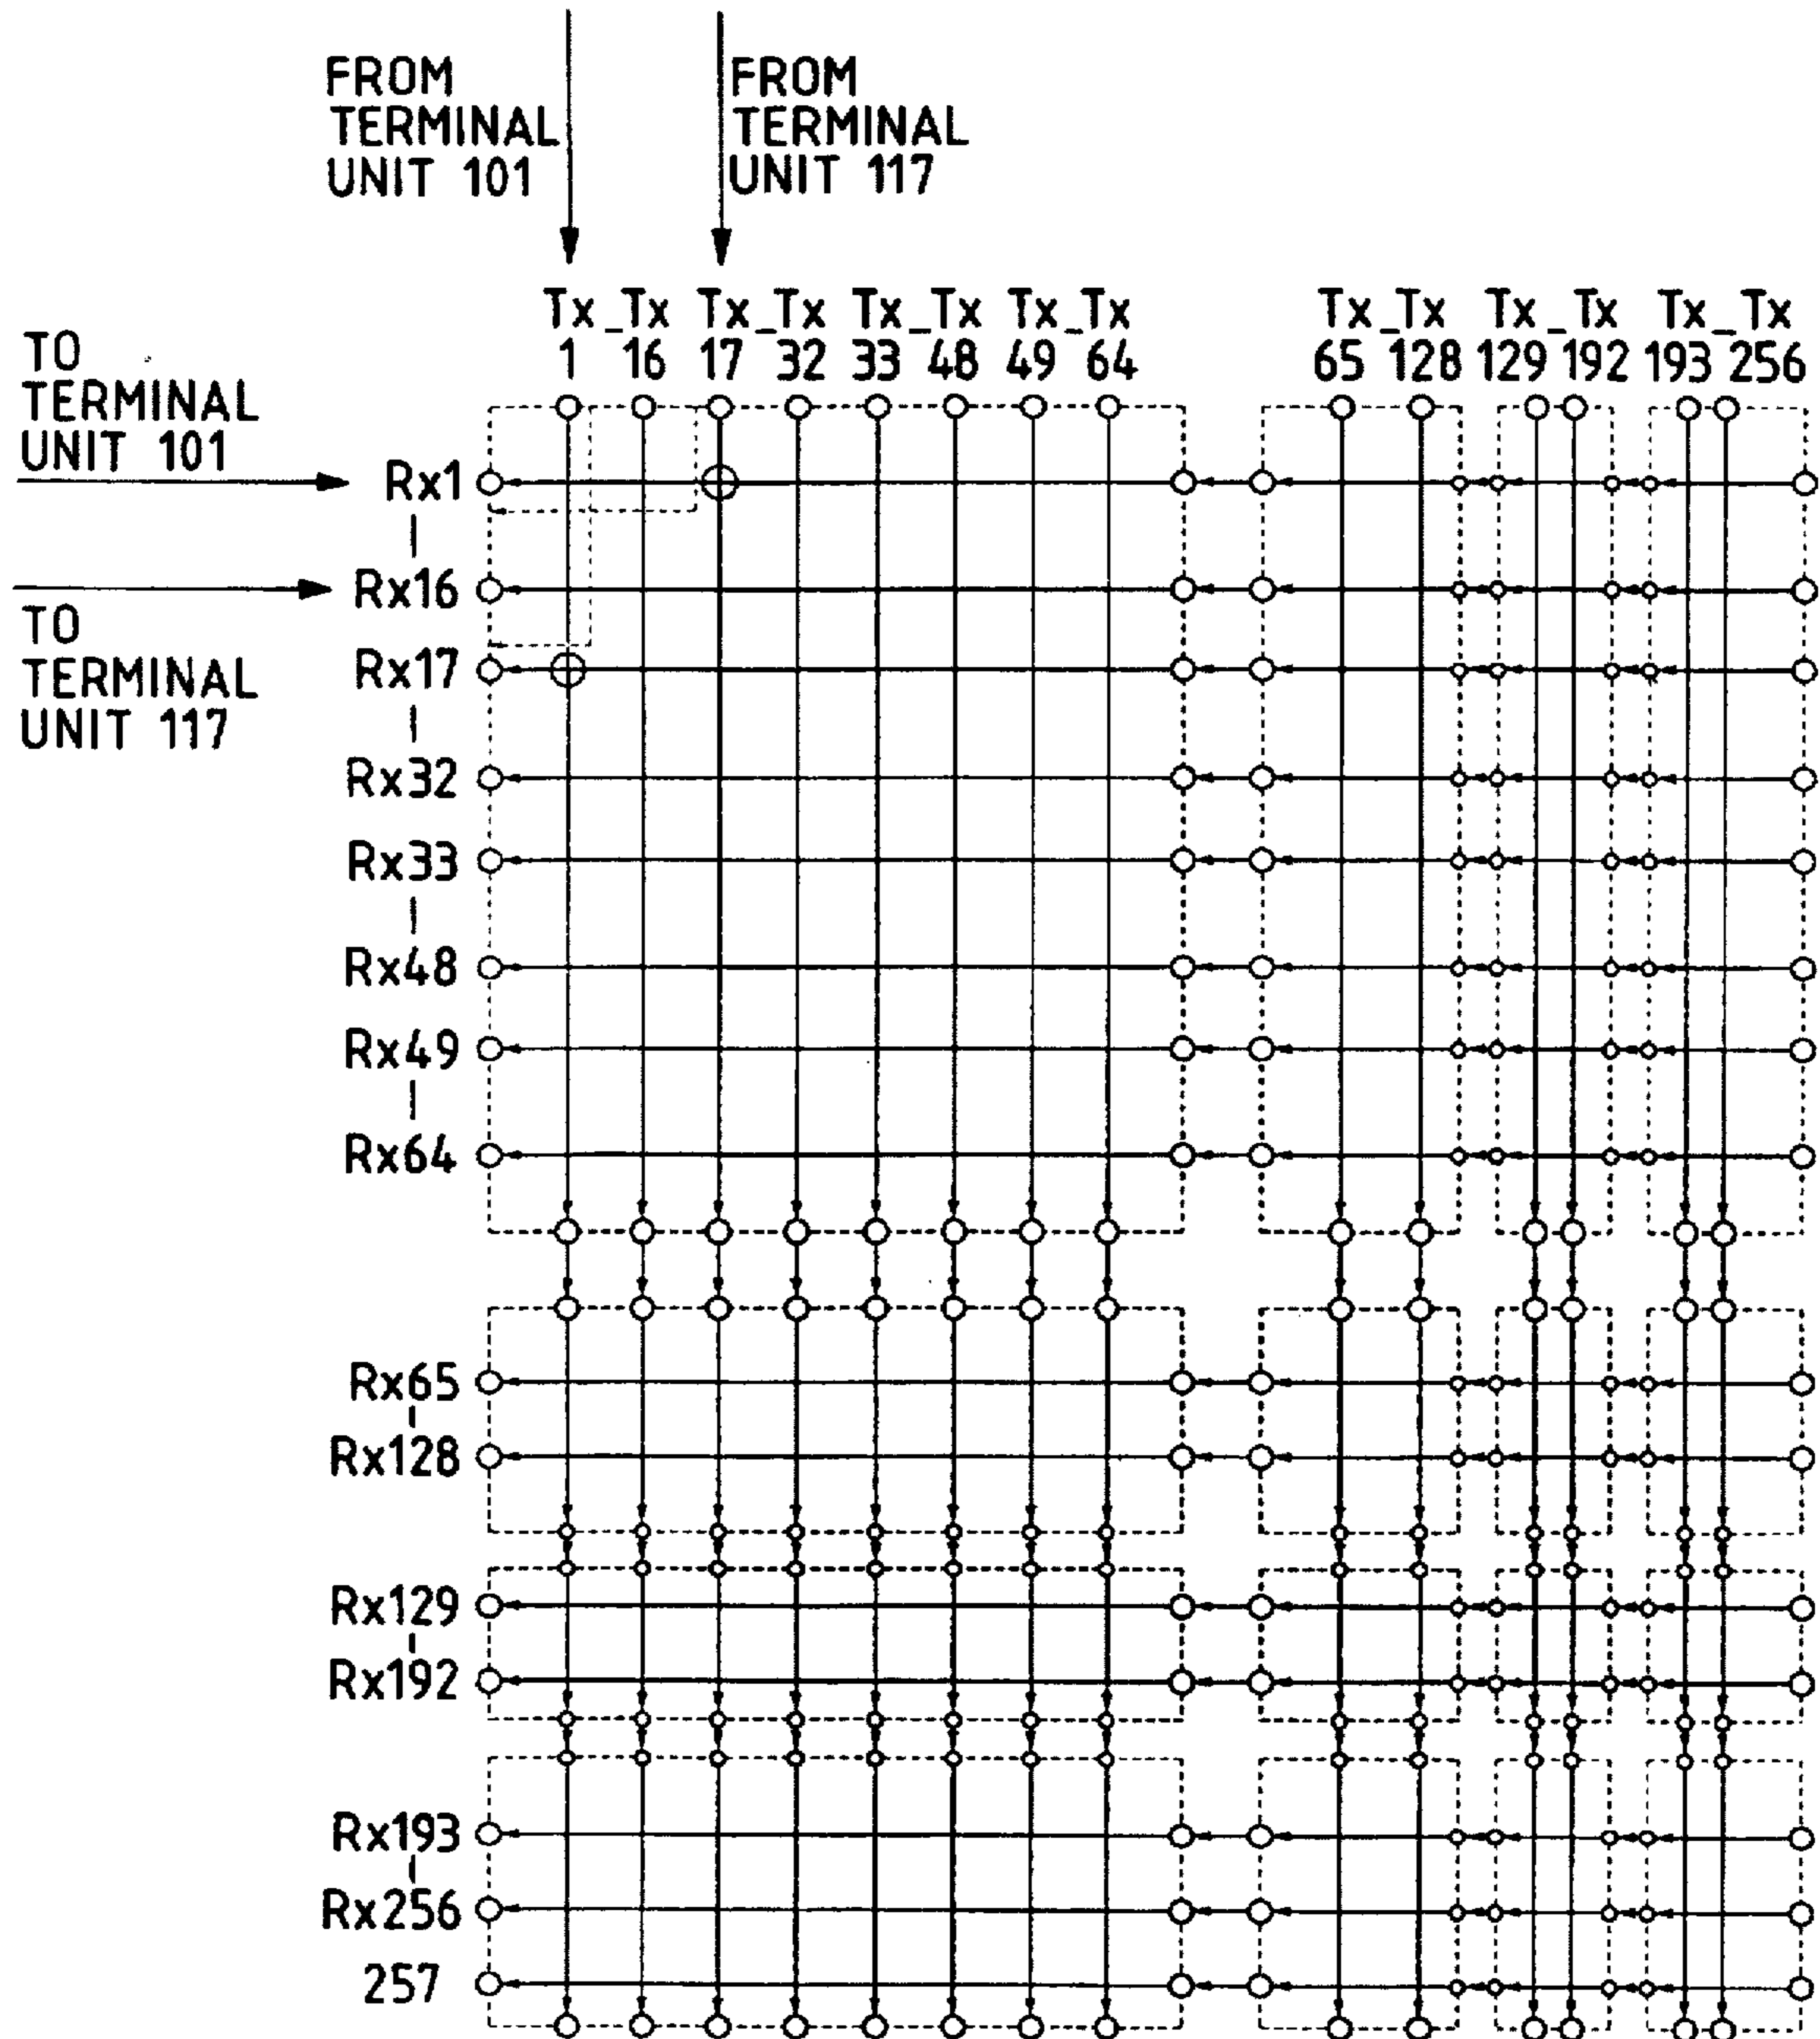 FROM
TERMINAL
UNIT 101
FROM
TERMINAL
UNIT 117
Tx_Tx Tx_Tx Tx_Tx Tx_Tx Tx_Tx Tx_Tx Tx_Tx
1 16 17 32 33 48 49 64 65 128 129 192 193 256
TO
TERMINAL
UNIT 101
Rx1
Rx16
TO
TERMINAL
UNIT 117
Rx17
Rx32
Rx33
Rx48
Rx49
Rx64
Rx65
Rx128
Rx129
Rx192
Rx193
Rx256
257